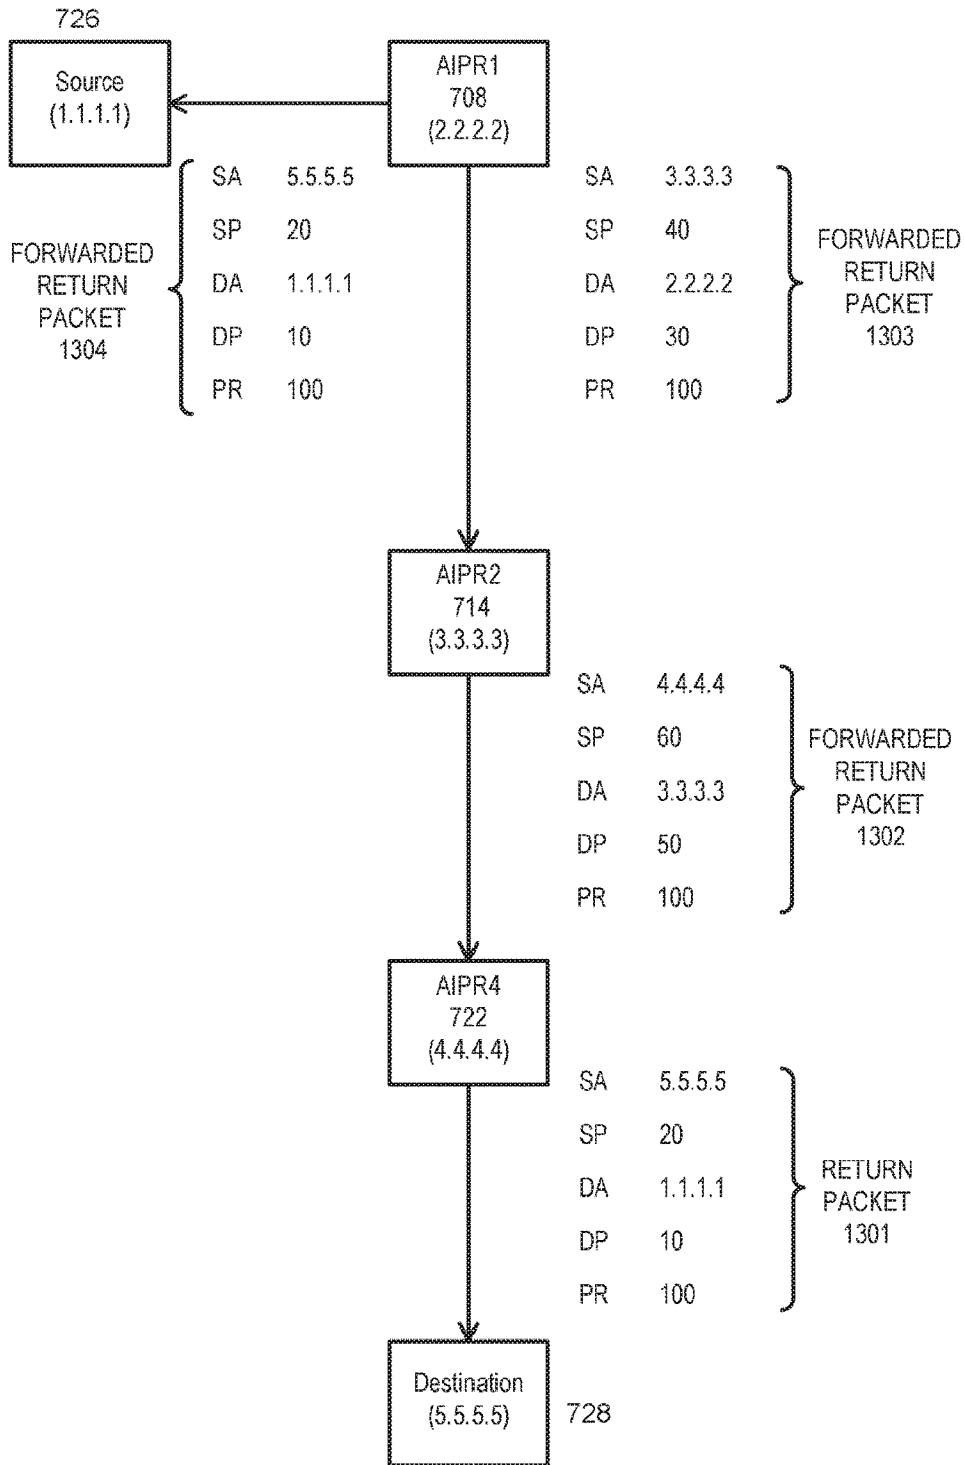 726
Source
(1.1.1.1)
AIPR1
708
(2.2.2.2)
FORWARDED
RETURN
PACKET
1304
SA 5.5.5.5
SP 20
DA 1.1.1.1
DP 10
PR 100
SA 3.3.3.3
SP 40
DA 2.2.2.2
DP 30
PR 100
FORWARDED
RETURN
PACKET
1303
AIPR2
714
(3.3.3.3)
SA 4.4.4.4
SP 60
DA 3.3.3.3
DP 50
PR 100
FORWARDED
RETURN
PACKET
1302
AIPR4
722
(4.4.4.4)
SA 5.5.5.5
SP 20
DA 1.1.1.1
DP 10
PR 100
RETURN
PACKET
1301
Destination
(5.5.5.5)
728